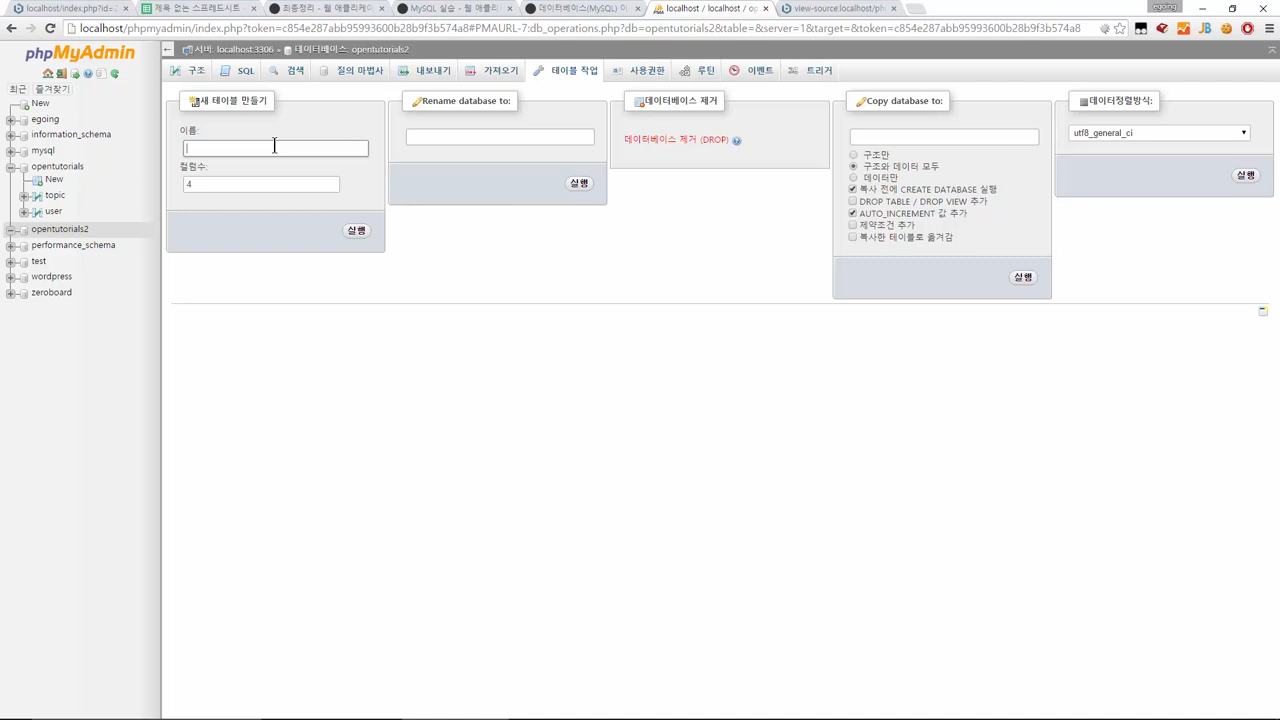 localhost/index.php?id=
제목 없는 스프레드시트
최종정리 - 웹 애플리케이
MySQL 실습 - 웹 애플리
데이터베이스(MySQL) 이
localhost / localhost / op
view-source:localhost/ph
egoing
localhost/phpmyadmin/index.php?token=c854e287abb95993600b28b9f3b574a8#PMAURL-7:db_operations.php?db=opentutorials2&table=&server=1&target=&token=c854e287abb95993600b28b9f3b574a8
phpMyAdmin
최근 즐겨찾기
New
egoing
information_schema
mysql
opentutorials
New
topic
user
opentutorials2
performance_schema
test
wordpress
zeroboard
서버: localhost:3306 » 데이터베이스: opentutorials2
구조 SQL 검색 질의 마법사 내보내기 가져오기 테이블 작업 사용권한 루틴 이벤트 트리거
새 테이블 만들기
이름:
컬럼수:
4
실행
Rename database to:
실행
데이터베이스 제거
데이터베이스 제거 (DROP)
Copy database to:
구조만
구조와 데이터 모두
데이터만
복사 전에 CREATE DATABASE 실행
DROP TABLE / DROP VIEW 추가
AUTO_INCREMENT 값 추가
제약조건 추가
복사한 테이블로 옮겨감
실행
데이터정렬방식:
utf8_general_ci
실행